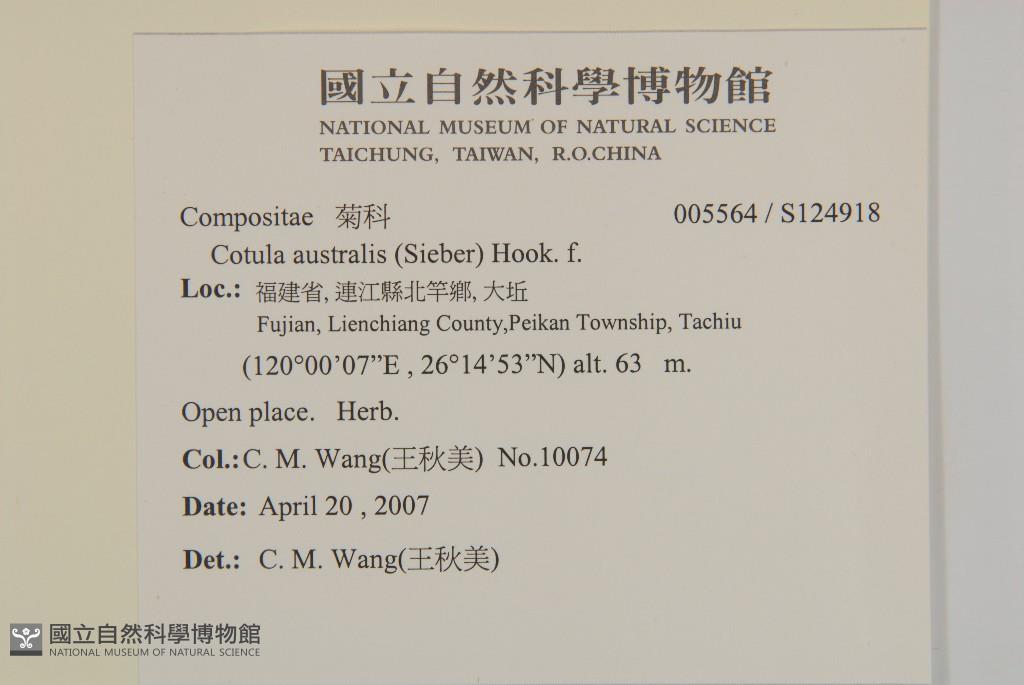 國立自然科學博物館
NATIONAL MUSEUM OF NATURAL SCIENCE
TAICHUNG, TAIWAN, R.O.CHINA
Compositae 菊科 005564 / S124918
Cotula australis (Sieber) Hook. f.
Loc.: 福建省, 連江縣北竿鄉, 大坵
Fujian, Lienchiang County,Peikan Township, Tachiu
(120°00’07”E , 26°14’53”N) alt. 63 m.
Open place. Herb.
Col.:C. M. Wang(王秋美) No.10074
Date: April 20 , 2007
Det.: C. M. Wang(王秋美)
國立自然科學博物館
NATIONAL MUSEUM OF NATURAL SCIENCE